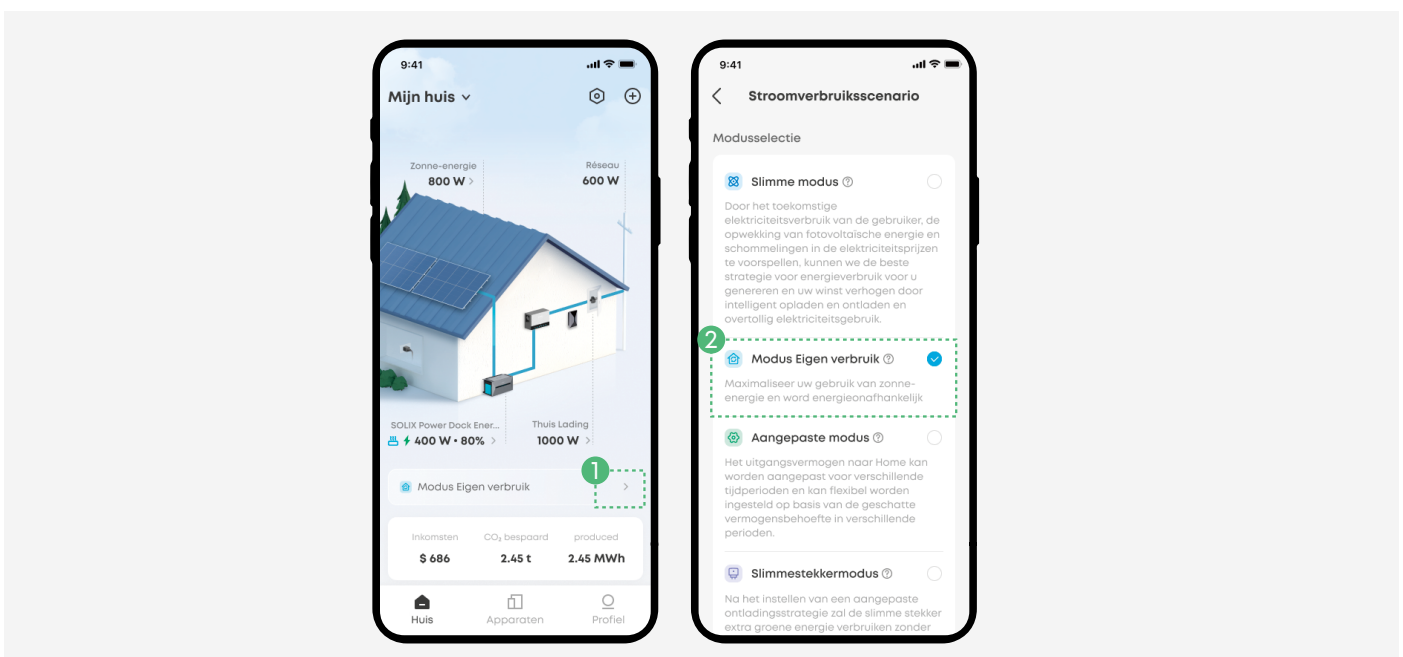 9:41
Mijn huis
Zonne-energie
800 W >
Réseau
600 W
SOLIX Power Dock Ener...
400 W • 80% >
Thuis Lading
1000 W >
1
Modus Eigen verbruik >
Inkomsten
CO₂ bespaard
produced
$ 686
2.45 t
2.45 MWh
Huis
Apparaten
Profiel
9:41
Stroomverbruiksscenario
Modusselectie
Slimme modus
Door het toekomstige
elektriciteitsverbruik van de gebruiker, de
opwekking van fotovoltaïsche energie en
schommelingen in de elektriciteitsprijzen
te voorspellen, kunnen we de beste
strategie voor energieverbruik voor u
genereren en uw winst verhogen door
intelligent opladen en ontladen en
overtollig elektriciteitsgebruik.
2
Modus Eigen verbruik
Maximaliseer uw gebruik van zonne-
energie en word energieonafhankelijk
Aangepaste modus
Het uitgangsvermogen naar Home kan
worden aangepast voor verschillende
tijdperioden en kan flexibel worden
ingesteld op basis van de geschatte
vermogensbehoefte in verschillende
perioden.
Slimmestekkermodus
Na het instellen van een aangepaste
ontladingsstrategie zal de slimme stekker
extra groene energie verbruiken zonder